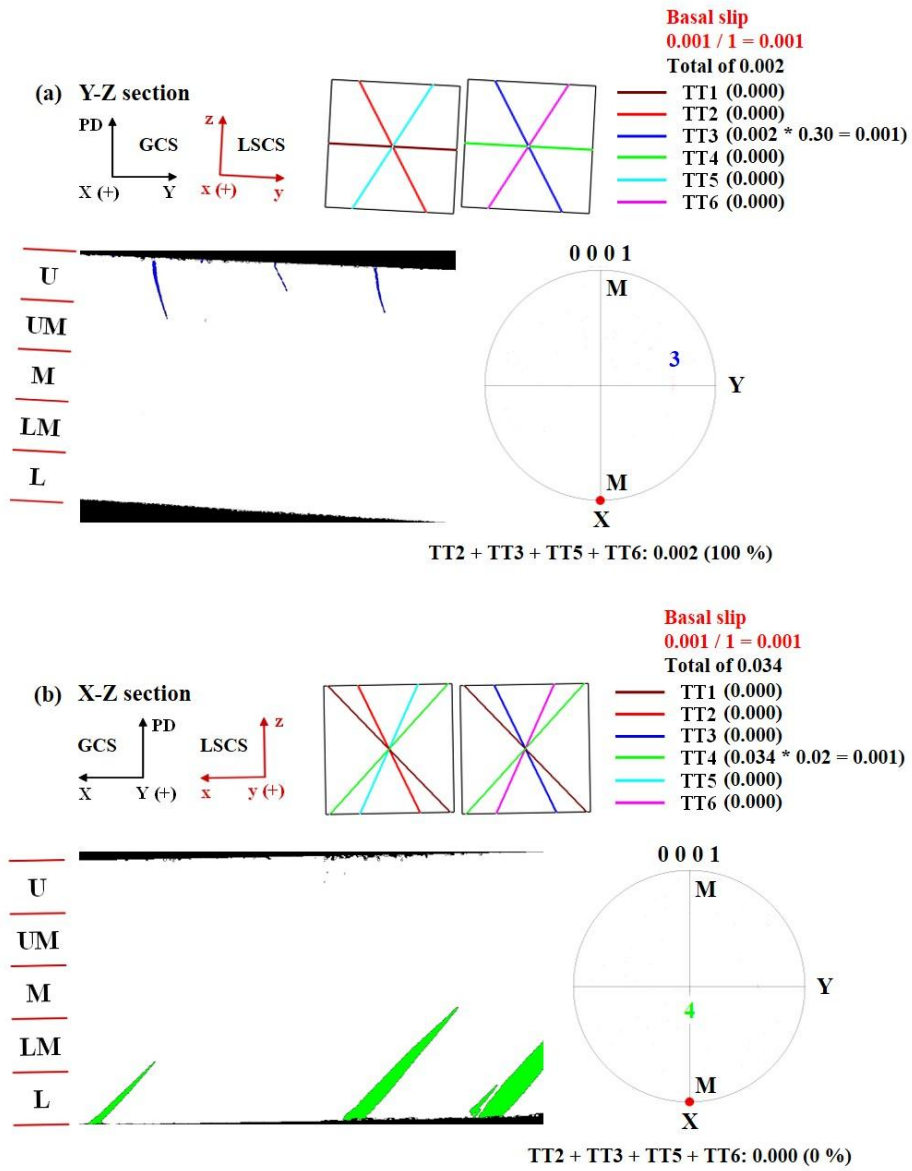 Basal slip
0.001 / 1 = 0.001
Total of 0.002
(a) Y-Z section
TT1 (0.000)
TT2 (0.000)
TT3 (0.002 * 0.30 = 0.001)
TT4 (0.000)
TT5 (0.000)
TT6 (0.000)
PD
GCS
X (+)
Y
z
LSCS
x (+)
y
U
UM
M
LM
L
0 0 0 1
M
3
Y
M
X
TT2 + TT3 + TT5 + TT6: 0.002 (100 %)
Basal slip
0.001 / 1 = 0.001
Total of 0.034
(b) X-Z section
TT1 (0.000)
TT2 (0.000)
TT3 (0.000)
TT4 (0.034 * 0.02 = 0.001)
TT5 (0.000)
TT6 (0.000)
GCS
PD
X
Y (+)
LSCS
z
x
y (+)
U
UM
M
LM
L
0 0 0 1
M
Y
4
M
X
TT2 + TT3 + TT5 + TT6: 0.000 (0 %)